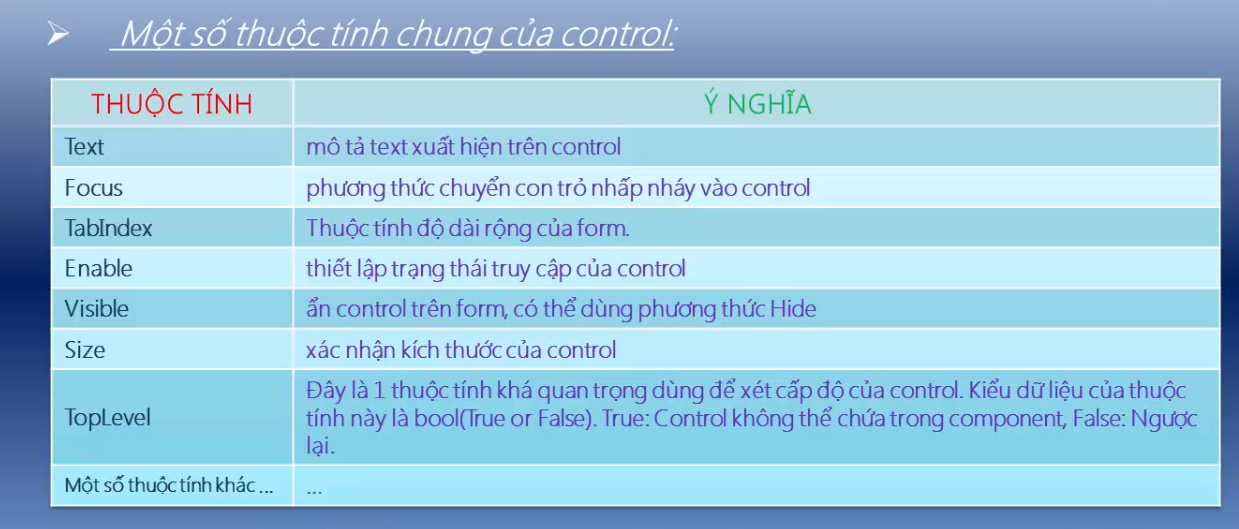 Một số thuộc tính chung của control:
THUỘC TÍNH Ý NGHĨA
Text mô tả text xuất hiện trên control
Focus phương thức chuyển con trỏ nhấp nháy vào control
TabIndex Thuộc tính độ dài rộng của form.
Enable thiết lập trạng thái truy cập của control
Visible ẩn control trên form, có thể dùng phương thức Hide
Size xác nhận kích thước của control
TopLevel Đây là 1 thuộc tính khá quan trọng dùng để xét cấp độ của control. Kiểu dữ liệu của thuộc
tính này là bool(True or False). True: Control không thể chứa trong component, False: Ngược
lại.
Một số thuộc tính khác ... ...